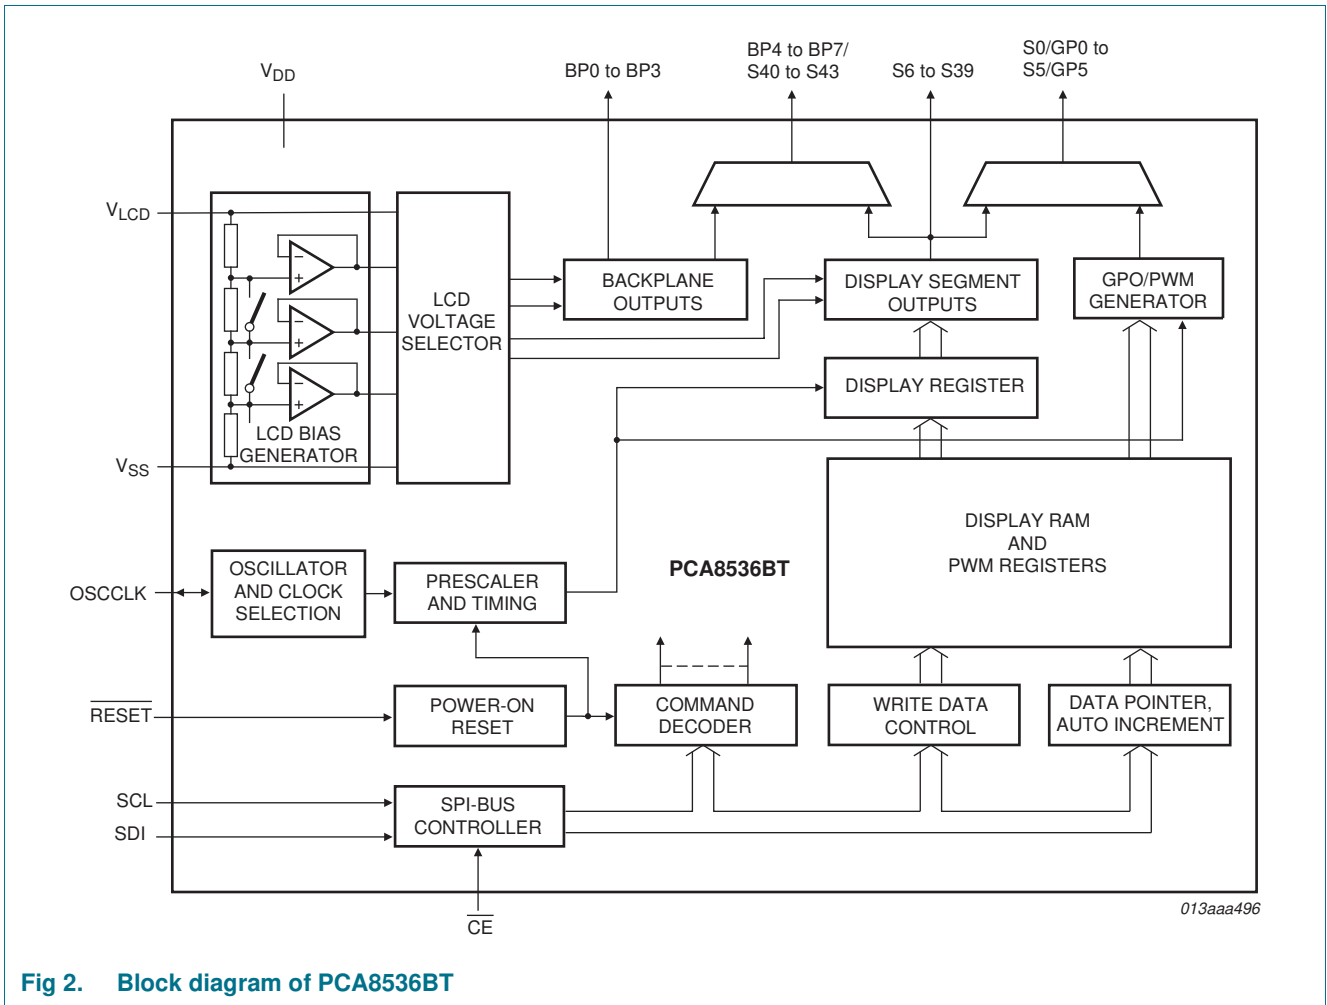 BP4 to BP7/
S0/GP0 to
VDD
BP0 to BP3
S40 to S43
S6 to S39
S5/GP5
VLCD
LCD
VOLTAGE
SELECTOR
BACKPLANE
OUTPUTS
DISPLAY SEGMENT
OUTPUTS
GPO/PWM
GENERATOR
−
+
−
+
−
+
DISPLAY REGISTER
LCD BIAS
GENERATOR
VSS
DISPLAY RAM
AND
PWM REGISTERS
PCA8536BT
OSCCLK
OSCILLATOR
AND CLOCK
SELECTION
PRESCALER
AND TIMING
RESET
POWER-ON
RESET
COMMAND
DECODER
WRITE DATA
CONTROL
DATA POINTER,
AUTO INCREMENT
SCL
SDI
SPI-BUS
CONTROLLER
CE
013aaa496
Fig 2. Block diagram of PCA8536BT